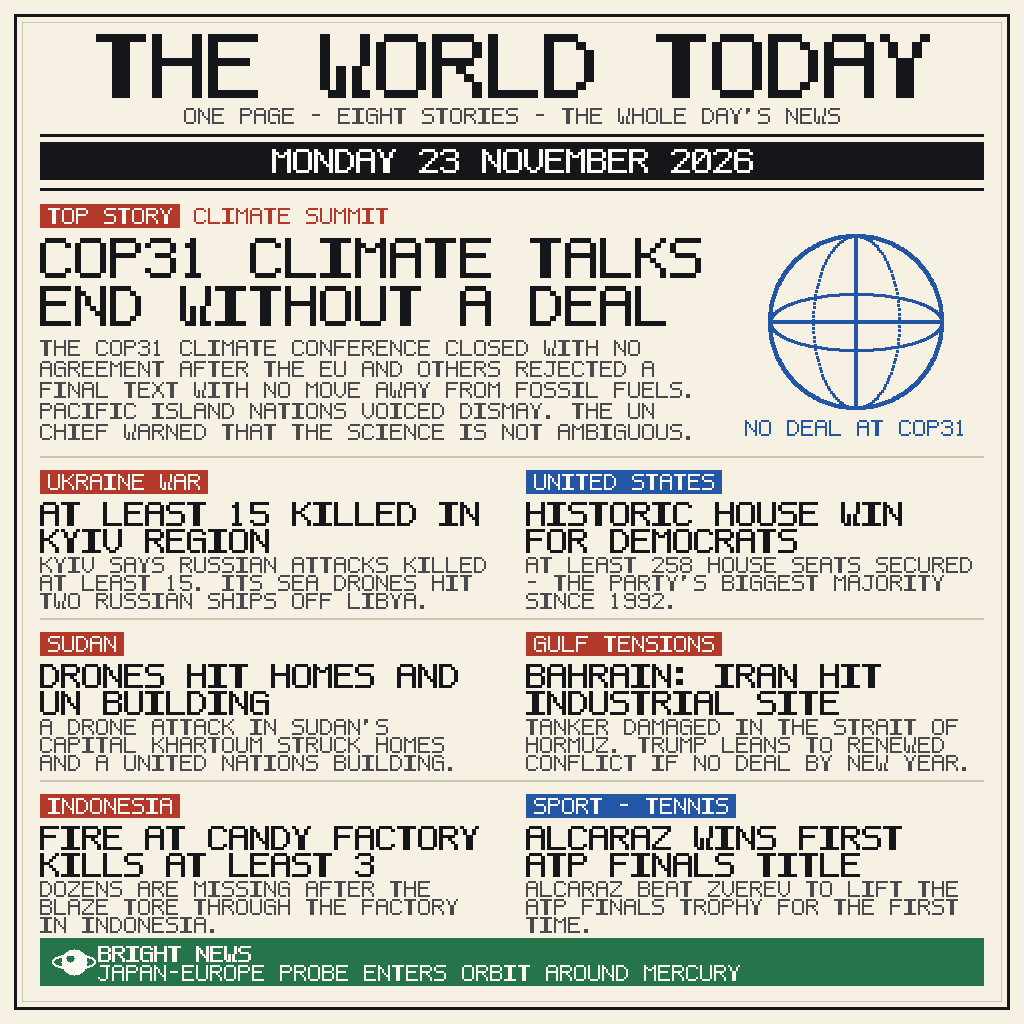 THE WORLD TODAY
ONE PAGE - EIGHT STORIES - THE WHOLE DAY'S NEWS
MONDAY 23 NOVEMBER 2026
TOP STORY CLIMATE SUMMIT
COP31 CLIMATE TALKS
END WITHOUT A DEAL
THE COP31 CLIMATE CONFERENCE CLOSED WITH NO
AGREEMENT AFTER THE EU AND OTHERS REJECTED A
FINAL TEXT WITH NO MOVE AWAY FROM FOSSIL FUELS.
PACIFIC ISLAND NATIONS VOICED DISMAY. THE UN
CHIEF WARNED THAT THE SCIENCE IS NOT AMBIGUOUS.
NO DEAL AT COP31
UKRAINE WAR
AT LEAST 15 KILLED IN
KYIV REGION
KYIV SAYS RUSSIAN ATTACKS KILLED
AT LEAST 15. ITS SEA DRONES HIT
TWO RUSSIAN SHIPS OFF LIBYA.
UNITED STATES
HISTORIC HOUSE WIN
FOR DEMOCRATS
AT LEAST 258 HOUSE SEATS SECURED
- THE PARTY'S BIGGEST MAJORITY
SINCE 1992.
SUDAN
DRONES HIT HOMES AND
UN BUILDING
A DRONE ATTACK IN SUDAN'S
CAPITAL KHARTOUM STRUCK HOMES
AND A UNITED NATIONS BUILDING.
GULF TENSIONS
BAHRAIN: IRAN HIT
INDUSTRIAL SITE
TANKER DAMAGED IN THE STRAIT OF
HORMUZ. TRUMP LEANS TO RENEWED
CONFLICT IF NO DEAL BY NEW YEAR.
INDONESIA
FIRE AT CANDY FACTORY
KILLS AT LEAST 3
DOZENS ARE MISSING AFTER THE
BLAZE TORE THROUGH THE FACTORY
IN INDONESIA.
SPORT - TENNIS
ALCARAZ WINS FIRST
ATP FINALS TITLE
ALCARAZ BEAT ZVEREV TO LIFT THE
ATP FINALS TROPHY FOR THE FIRST
TIME.
BRIGHT NEWS
JAPAN-EUROPE PROBE ENTERS ORBIT AROUND MERCURY